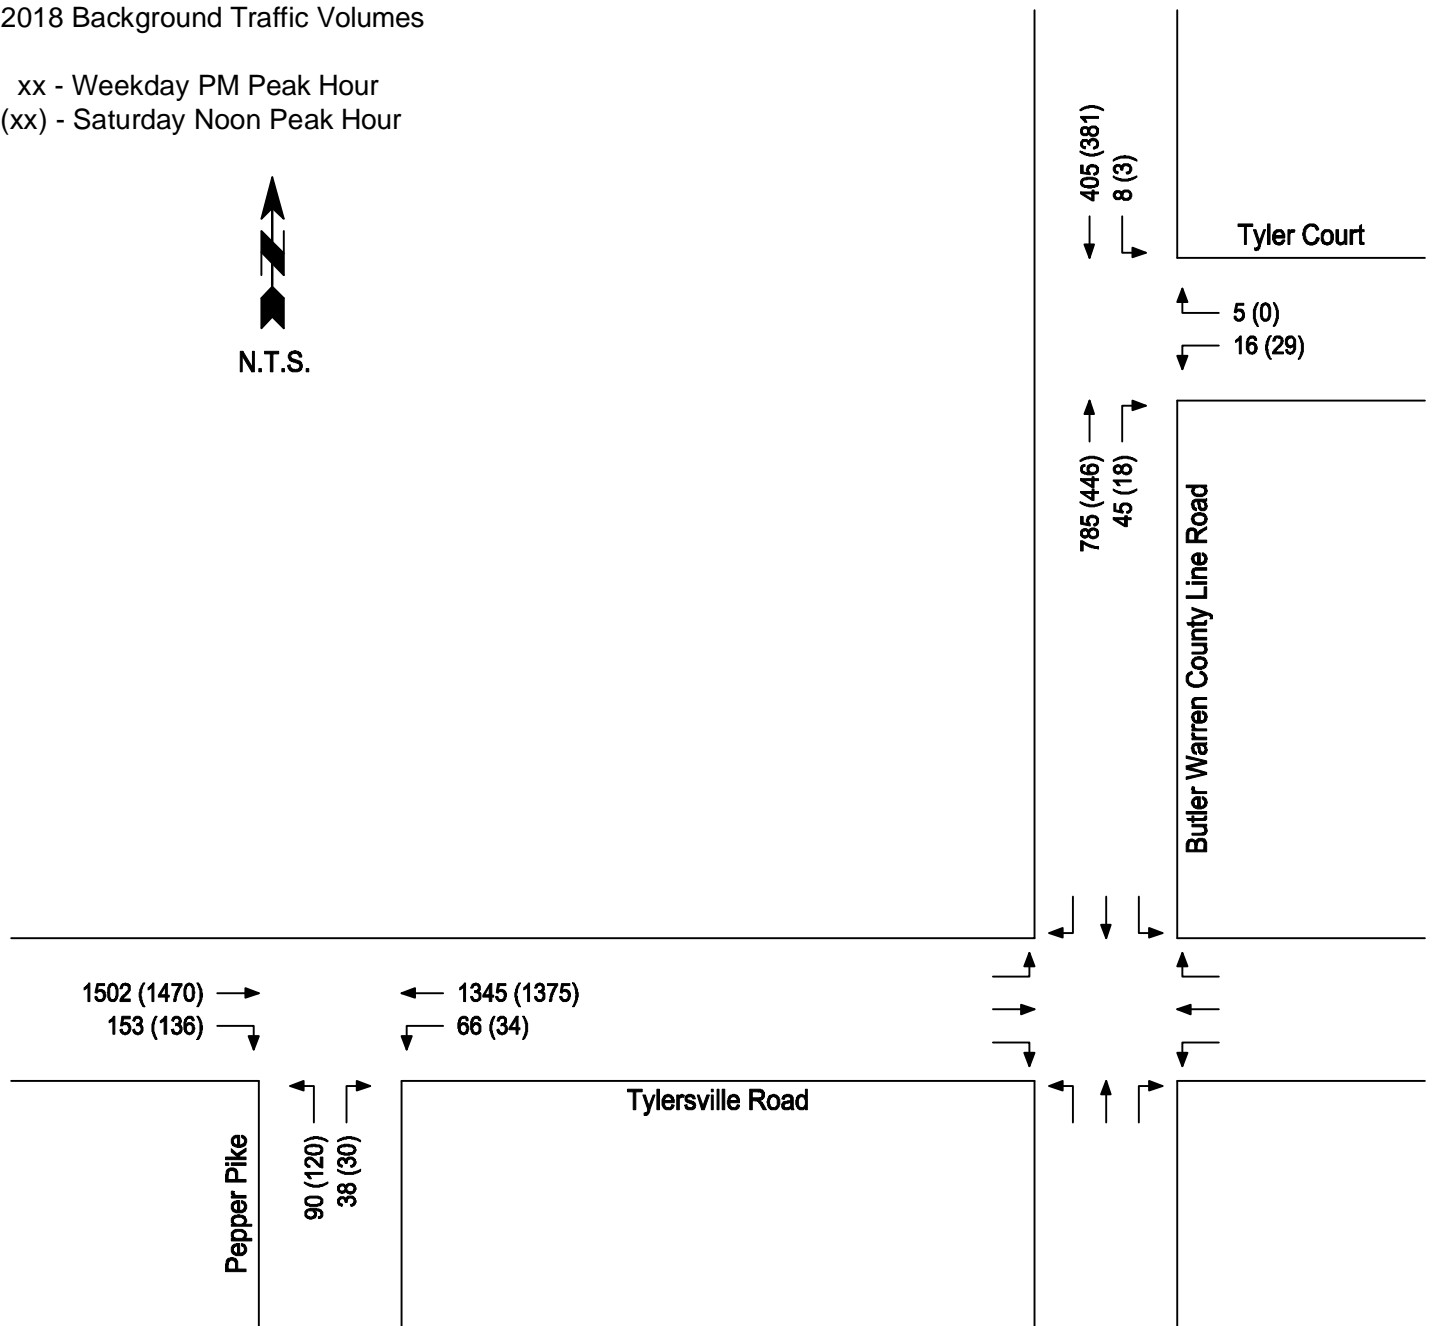 2018 Background Traffic Volumes
xx - Weekday PM Peak Hour
(xx) - Saturday Noon Peak Hour
N
N.T.S.
405 (381)
8 (3)
Tyler Court
5 (0)
16 (29)
785 (446)
45 (18)
Butler Warren County Line Road
1502 (1470)
153 (136)
1345 (1375)
66 (34)
Tylersville Road
Pepper Pike
90 (120)
38 (30)